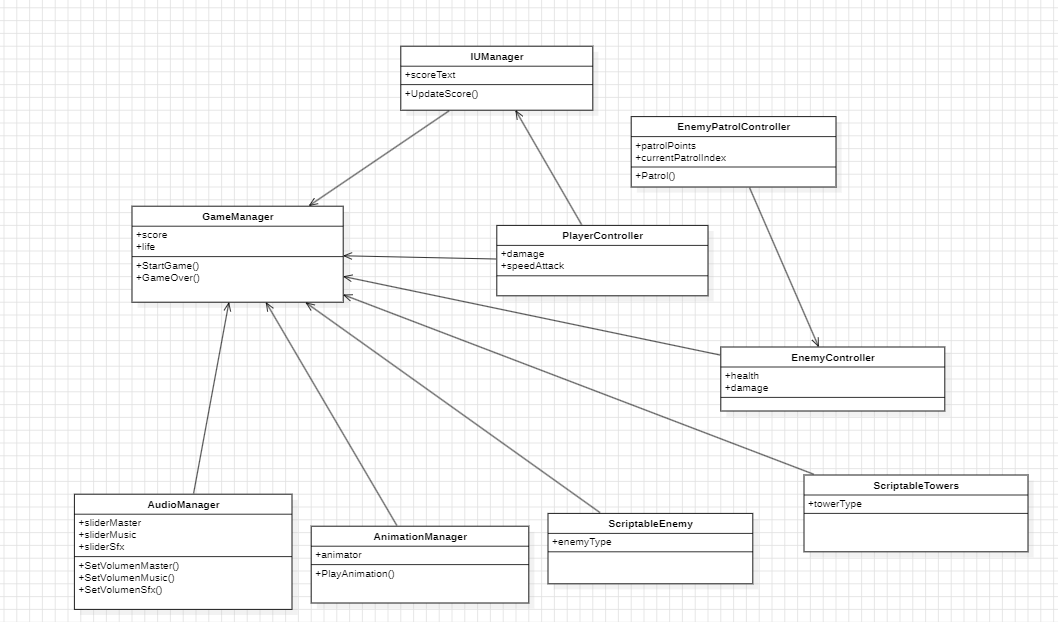 IUManager
+scoreText
+UpdateScore()
EnemyPatrolController
+patrolPoints
+currentPatrolIndex
+Patrol()
GameManager
+score
+life
+StartGame()
+GameOver()
PlayerController
+damage
+speedAttack
EnemyController
+health
+damage
ScriptableTowers
+towerType
AudioManager
+sliderMaster
+sliderMusic
+sliderSfx
+SetVolumenMaster()
+SetVolumenMusic()
+SetVolumenSfx()
AnimationManager
+animator
+PlayAnimation()
ScriptableEnemy
+enemyType